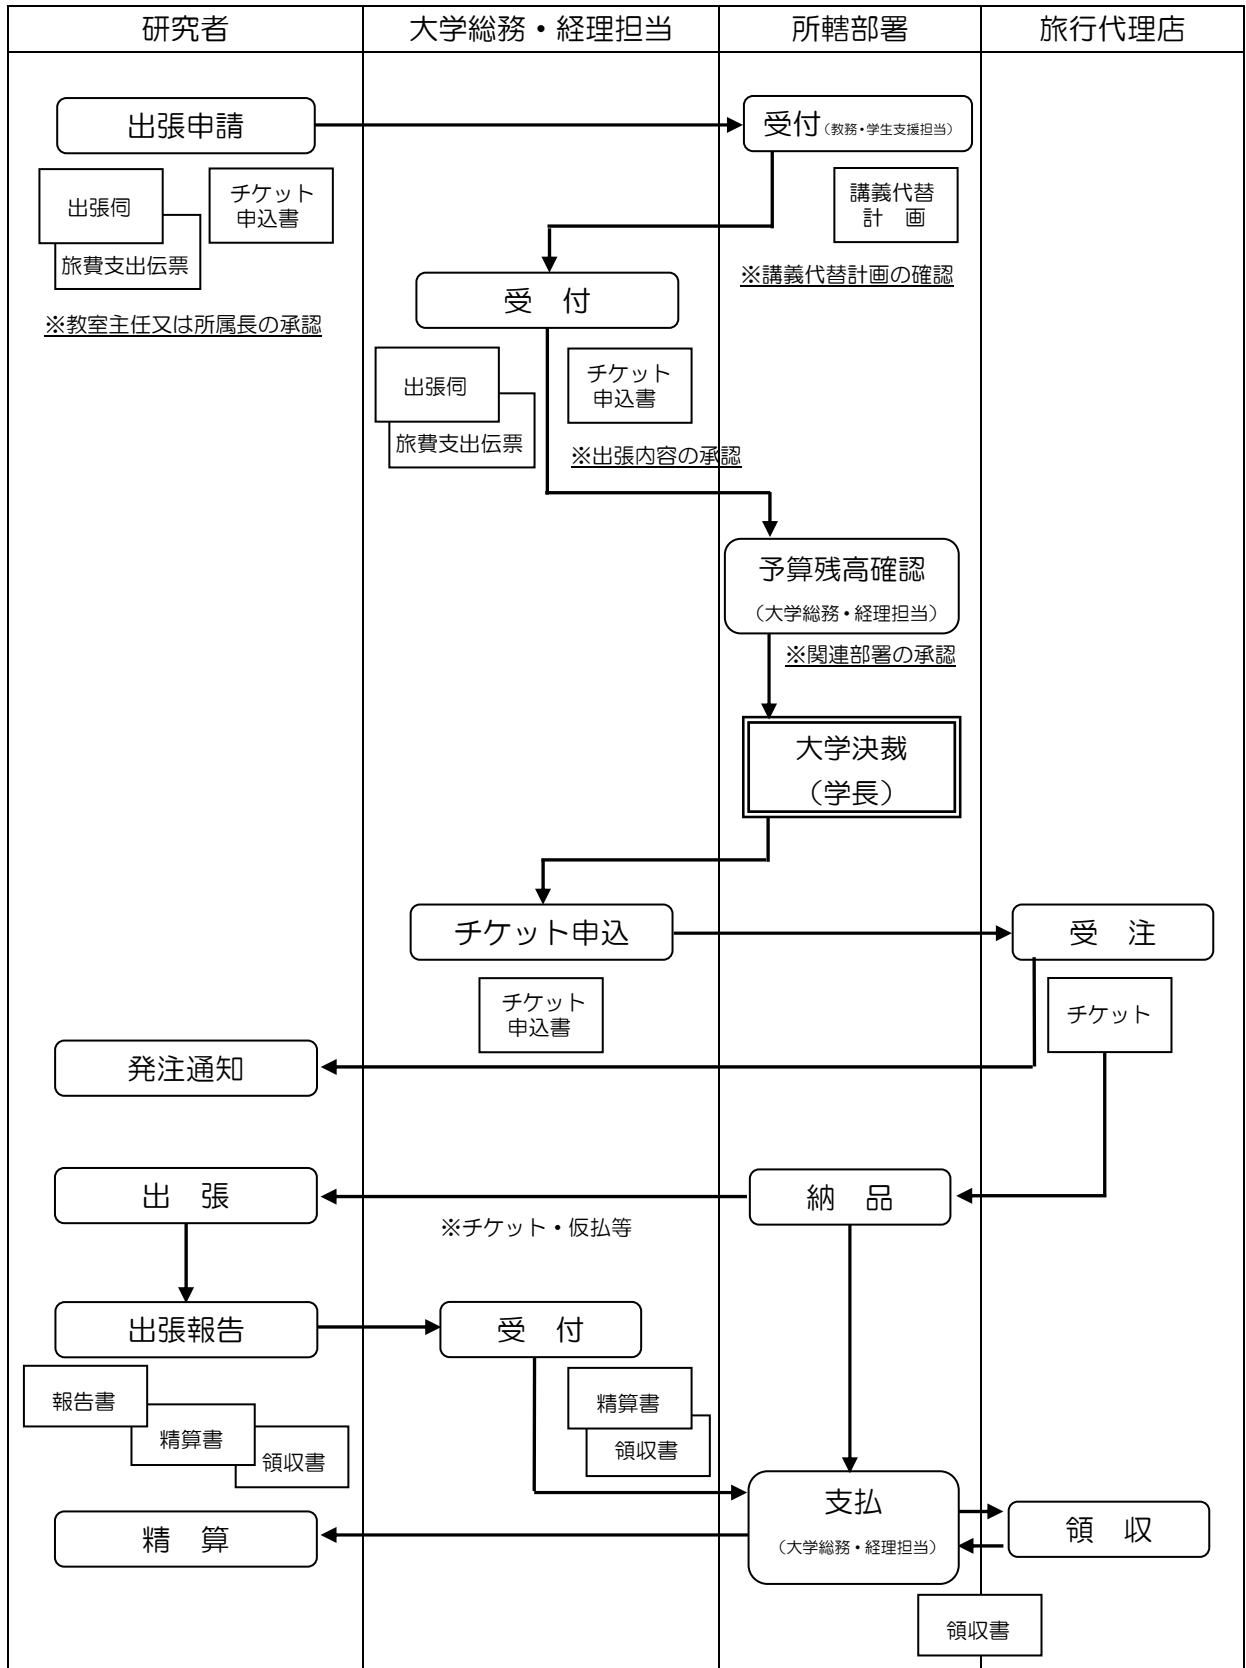 研究者
大学総務・経理担当
所轄部署
旅行代理店
出張申請
受付（教務・学生支援担当）
出張伺
旅費支出伝票
チケット
申込書
講義代替
計　画
※講義代替計画の確認
※教室主任又は所属長の承認
受　付
出張伺
旅費支出伝票
チケット
申込書
※出張内容の承認
予算残高確認
（大学総務・経理担当）
※関連部署の承認
大学決裁
（学長）
チケット申込
受　注
チケット
申込書
チケット
発注通知
出　張
納　品
※チケット・仮払等
出張報告
受　付
報告書
精算書
領収書
精算書
領収書
支払
（大学総務・経理担当）
領　収
精　算
領収書